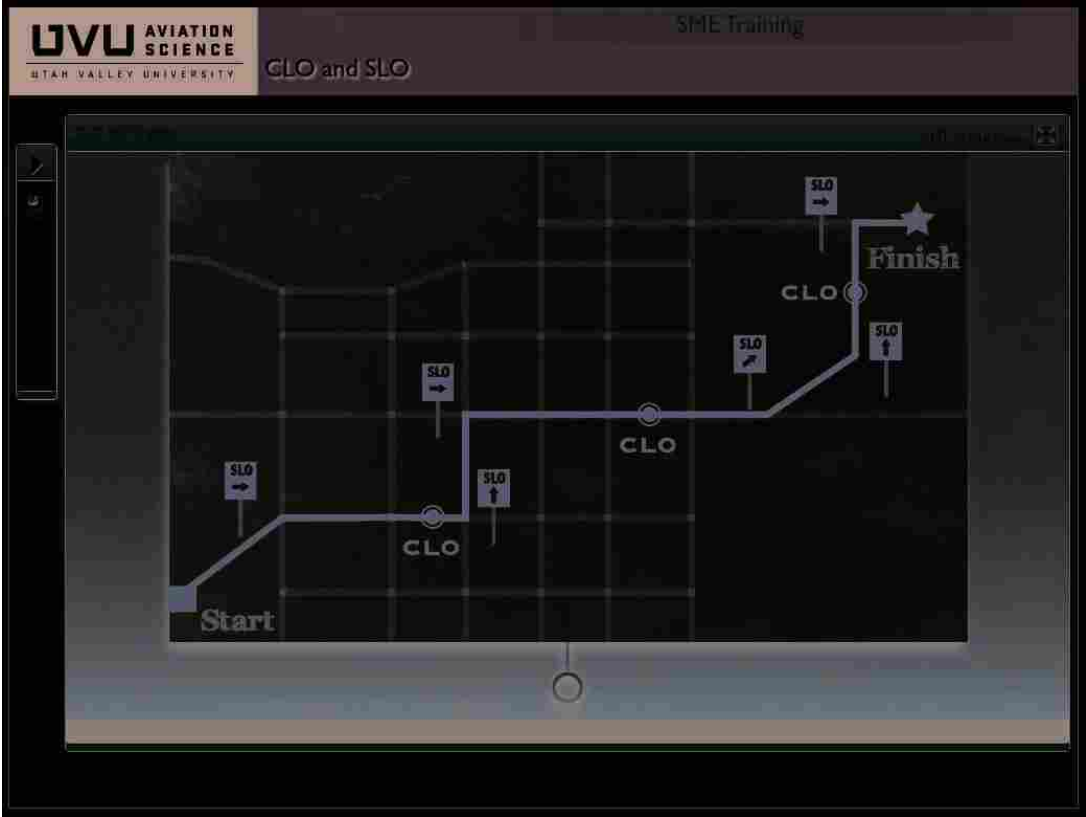 SME Training
UVU AVIATION
SCIENCE
UTAH VALLEY UNIVERSITY
CLO and SLO
SLO
Finish
CLO
SLO
SLO
SLO
CLO
SLO
SLO
CLO
Start